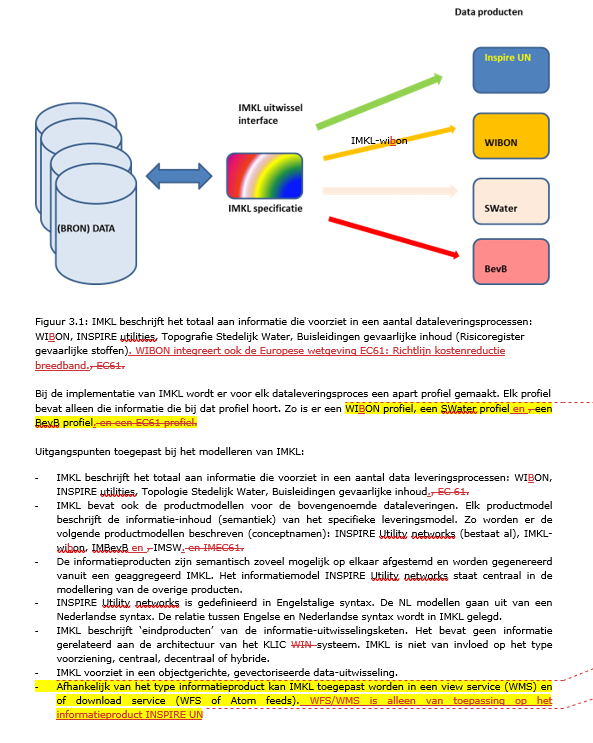 Data producten
Inspire UN
IMKL uitwissel
interface
IMKL-wibon
WIBON
(BRON) DATA
IMKL specificatie
SWater
BevB
Figuur 3.1: IMKL beschrijft het totaal aan informatie die voorziet in een aantal dataleveringsprocessen:
WIBON, INSPIRE utilities, Topografie Stedelijk Water, Buisleidingen gevaarlijke inhoud (Risicoregister
gevaarlijke stoffen). WIBON integreert ook de Europese wetgeving EC61: Richtlijn kostenreductie
breedband., EC61.
Bij de implementatie van IMKL wordt er voor elk dataleveringsproces een apart profiel gemaakt. Elk profiel
bevat alleen die informatie die bij dat profiel hoort. Zo is er een WIBON profiel, een SWater profiel en , een
BevB profiel. en een EC61 profiel.
Uitgangspunten toegepast bij het modelleren van IMKL:
- IMKL beschrijft het totaal aan informatie die voorziet in een aantal data leveringsprocessen: WIBON,
INSPIRE utilities, Topologie Stedelijk Water, Buisleidingen gevaarlijke inhoud., EC 61.
- IMKL bevat ook de productmodellen voor de bovengenoemde dataleveringen. Elk productmodel
beschrijft de informatie-inhoud (semantiek) van het specifieke leveringsmodel. Zo worden er de
volgende productmodellen beschreven (conceptnamen): INSPIRE Utility networks (bestaat al), IMKL-
wibon, IMBevB en , IMSW. en IMEC61.
- De informatieproducten zijn semantisch zoveel mogelijk op elkaar afgestemd en worden gegenereerd
vanuit een geaggregeerd IMKL. Het informatiemodel INSPIRE Utility networks staat centraal in de
modellering van de overige producten.
- INSPIRE Utility networks is gedefinieerd in Engelstalige syntax. De NL modellen gaan uit van een
Nederlandse syntax. De relatie tussen Engelse en Nederlandse syntax wordt in IMKL gelegd.
- IMKL beschrijft ‘eindproducten’ van de informatie-uitwisselingsketen. Het bevat geen informatie
gerelateerd aan de architectuur van het KLIC WIN systeem. IMKL is niet van invloed op het type
voorziening, centraal, decentraal of hybride.
- IMKL voorziet in een objectgerichte, gevectoriseerde data-uitwisseling.
- Afhankelijk van het type informatieproduct kan IMKL toegepast worden in een view service (WMS) en
of download service (WFS of Atom feeds). WFS/WMS is alleen van toepassing op het
informatieproduct INSPIRE UN